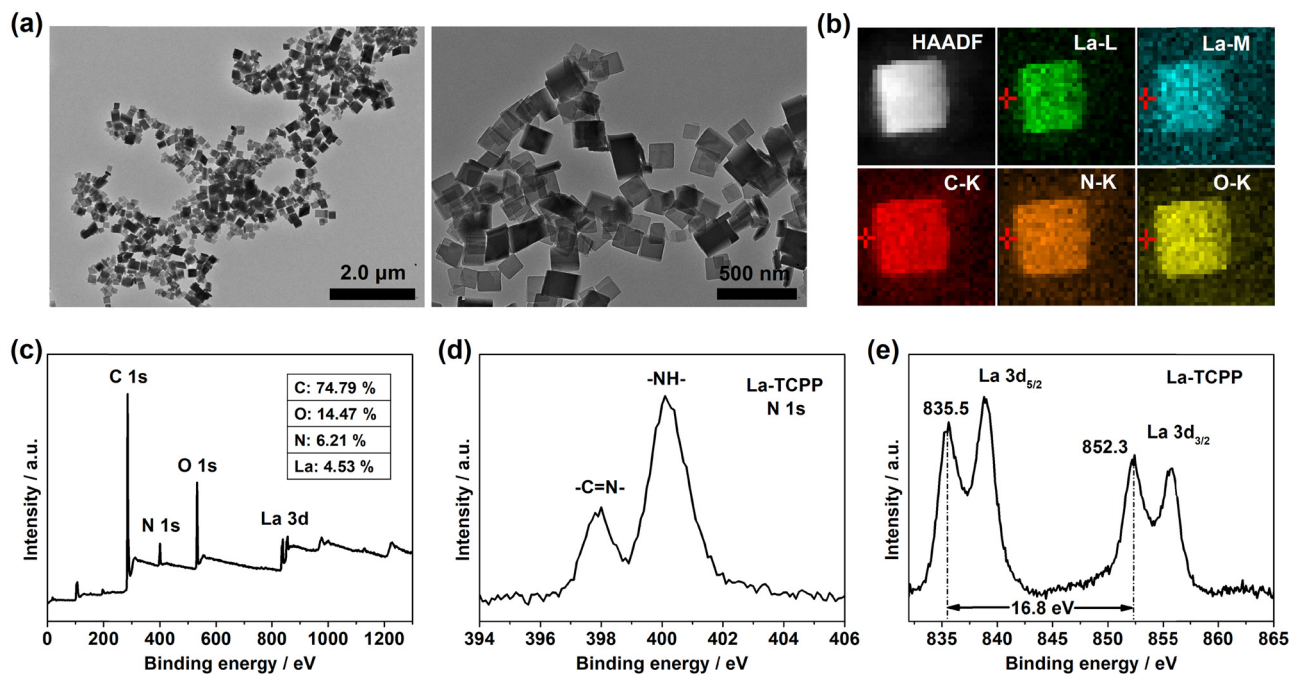 (a)
2.0 μm
500 nm
(b)
HAADF
La-L
La-M
C-K
N-K
O-K
(c)
C 1s
N 1s
O 1s
La 3d
C: 74.79 %
O: 14.47 %
N: 6.21 %
La: 4.53 %
Intensity / a.u.
0 200 400 600 800 1000 1200
Binding energy / eV
(d)
-NH-
-C=N-
La-TCPP
N 1s
Intensity / a.u.
394 396 398 400 402 404 406
Binding energy / eV
(e)
La 3d5/2
La-TCPP
835.5
852.3
La 3d3/2
16.8 eV
Intensity / a.u.
835 840 845 850 855 860 865
Binding energy / eV